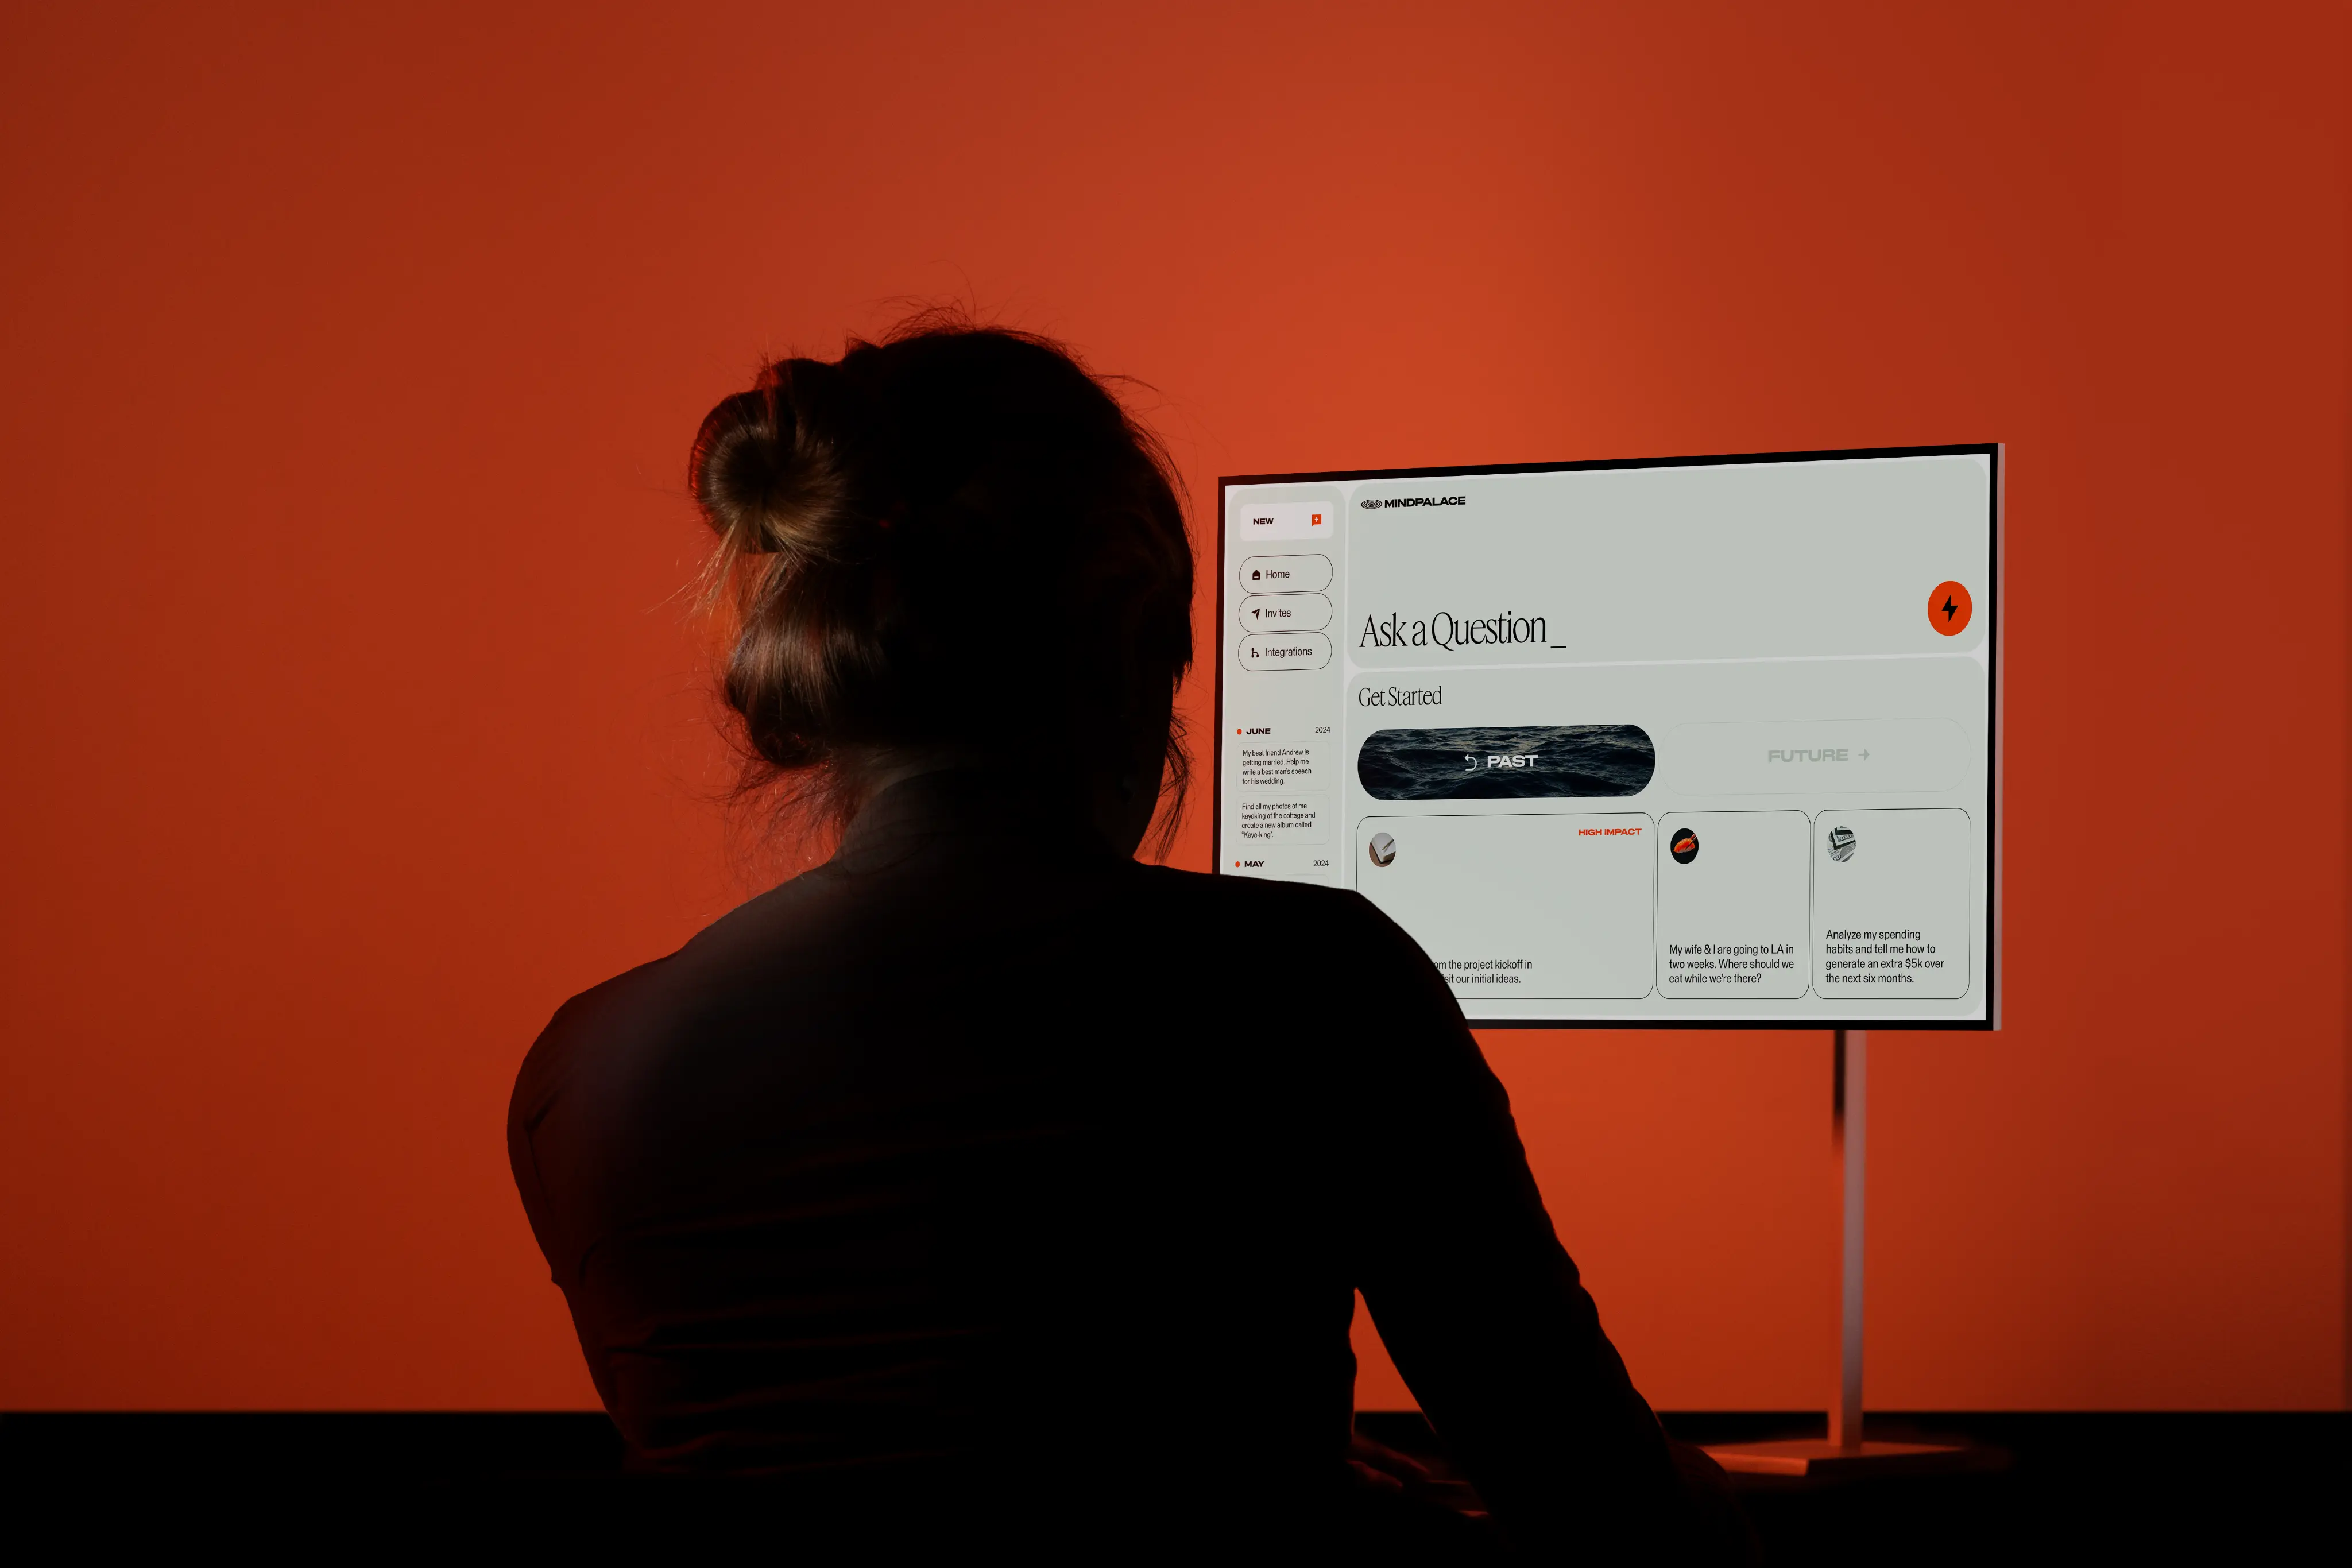 NEW
Home
Invites
Integrations
JUNE 2024
My best friend Andrew is
getting married. Help me
write a best man's speech
for his wedding.
Find all my photos of me
kayaking at the cottage and
create a new album called
"Kaya-king".
MAY 2024
MINDPALACE
Ask a Question_
Get Started
PAST
FUTURE
HIGH IMPACT
the project kickoff in
our initial ideas.
My wife & I are going to LA in
two weeks. Where should we
eat while we're there?
Analyze my spending
habits and tell me how to
generate an extra $5k over
the next six months.